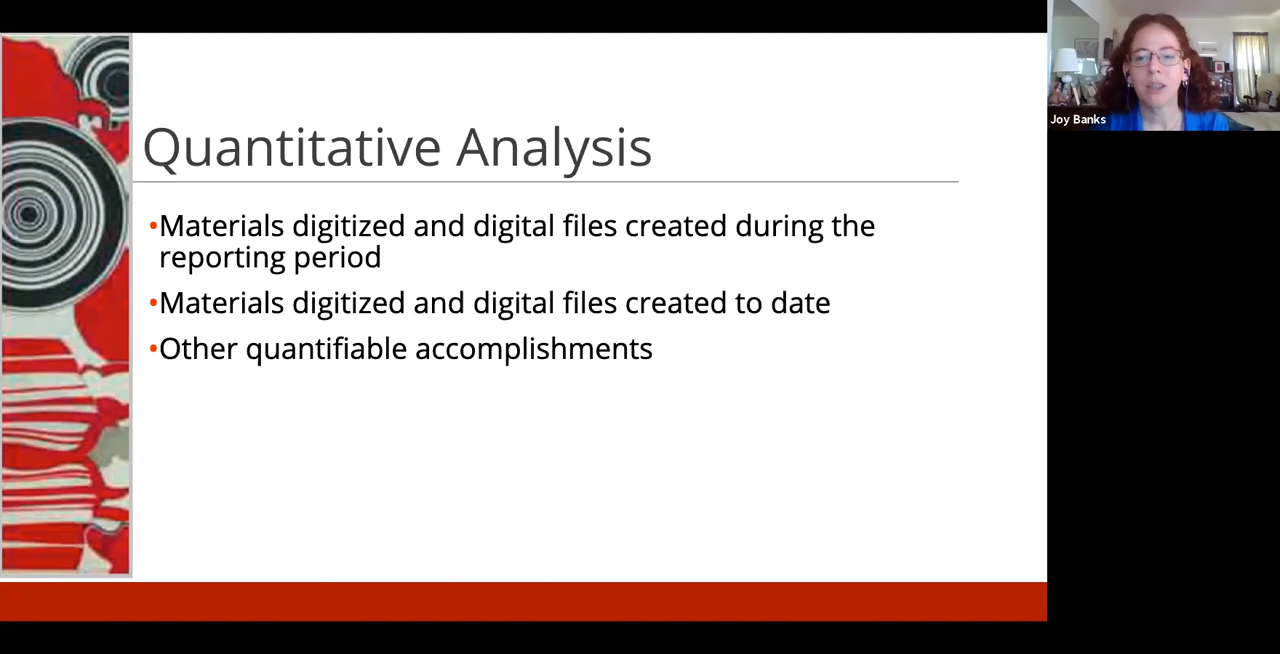 Quantitative Analysis
•Materials digitized and digital files created during the
reporting period
•Materials digitized and digital files created to date
•Other quantifiable accomplishments
Joy Banks